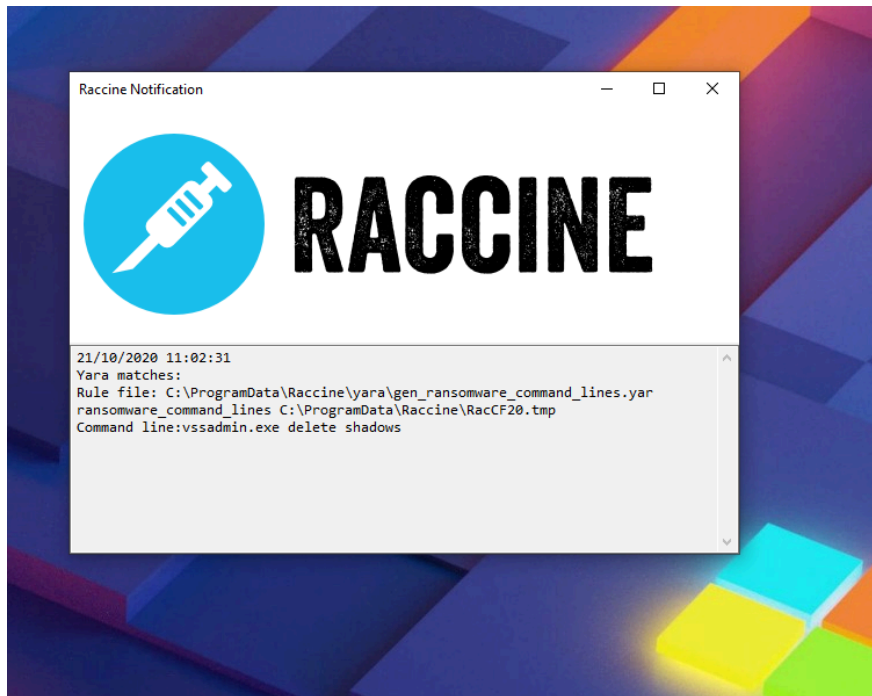 Raccine Notification
RACCINE
21/10/2020 11:02:31
Yara matches:
Rule file: C:\ProgramData\Raccine\yara\gen_ransomware_command_lines.yar
ransomware_command_lines C:\ProgramData\Raccine\RacCF20.tmp
Command line:vssadmin.exe delete shadows